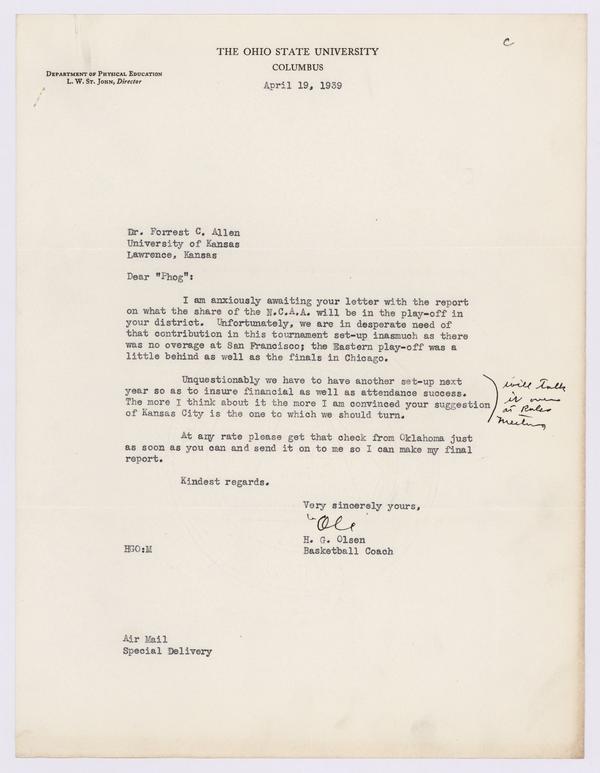 c
THE OHIO STATE UNIVERSITY
COLUMBUS
DEPARTMENT OF PHYSICAL EDUCATION
L. W. ST. JOHN, Director
April 19, 1939
Dr. Forrest C. Allen
University of Kansas
Lawrence, Kansas
Dear "Phog":
I am anxiously awaiting your letter with the report
on what the share of the N.C.A.A. will be in the play-off in
your district. Unfortunately, we are in desperate need of
that contribution in this tournament set-up inasmuch as there
was no overage at San Francisco; the Eastern play-off was a
little behind as well as the finals in Chicago.
Unquestionably we have to have another set-up next
year so as to insure financial as well as attendance success.
The more I think about it the more I am convinced your suggestion
of Kansas City is the one to which we should turn.
will talk
it over
at Rules
Meeting
At any rate please get that check from Oklahoma just
as soon as you can and send it on to me so I can make my final
report.
Kindest regards.
Very sincerely yours,
"Ole
H. G. Olsen
HGO:M
Basketball Coach
Air Mail
Special Delivery